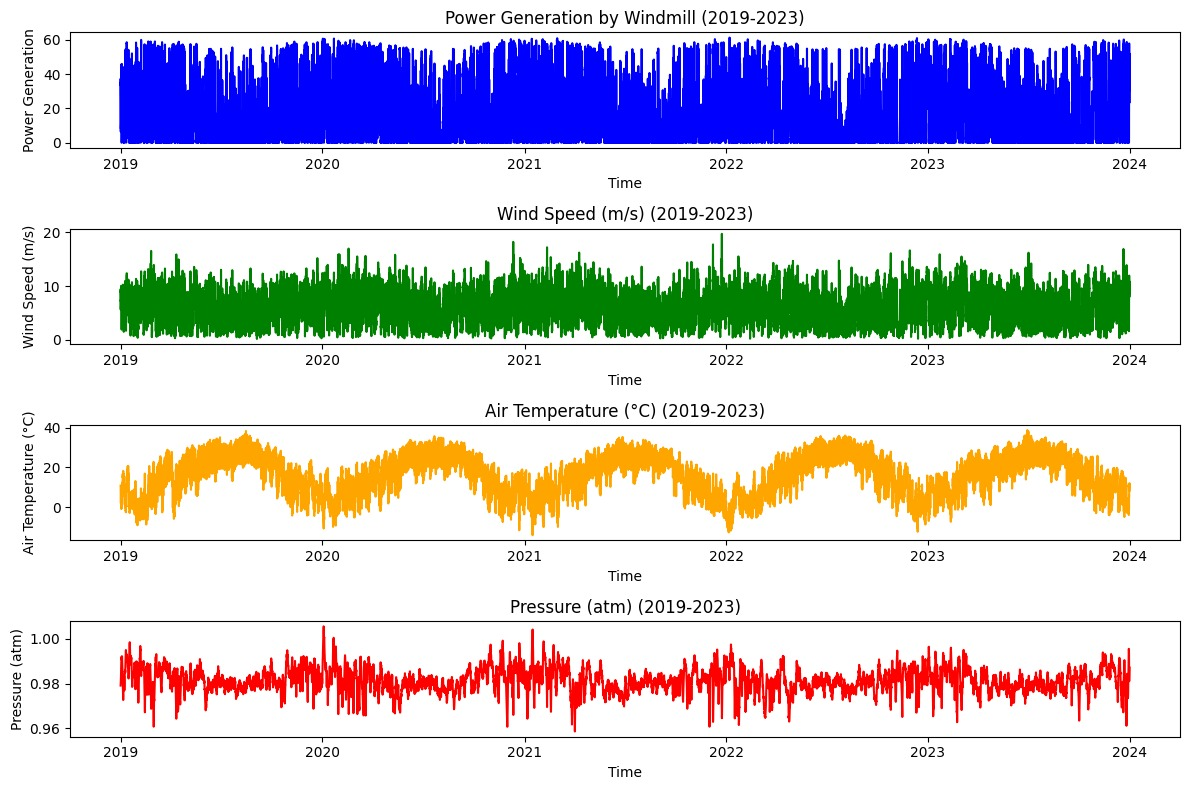 Power Generation by Windmill (2019-2023)
Power Generation
60
40
20
0
2019 2020 2021 2022 2023 2024
Time
Wind Speed (m/s) (2019-2023)
Wind Speed (m/s)
20
10
0
2019 2020 2021 2022 2023 2024
Time
Air Temperature (°C) (2019-2023)
Air Temperature (°C)
40
20
0
2019 2020 2021 2022 2023 2024
Time
Pressure (atm) (2019-2023)
Pressure (atm)
1.00
0.98
0.96
2019 2020 2021 2022 2023 2024
Time